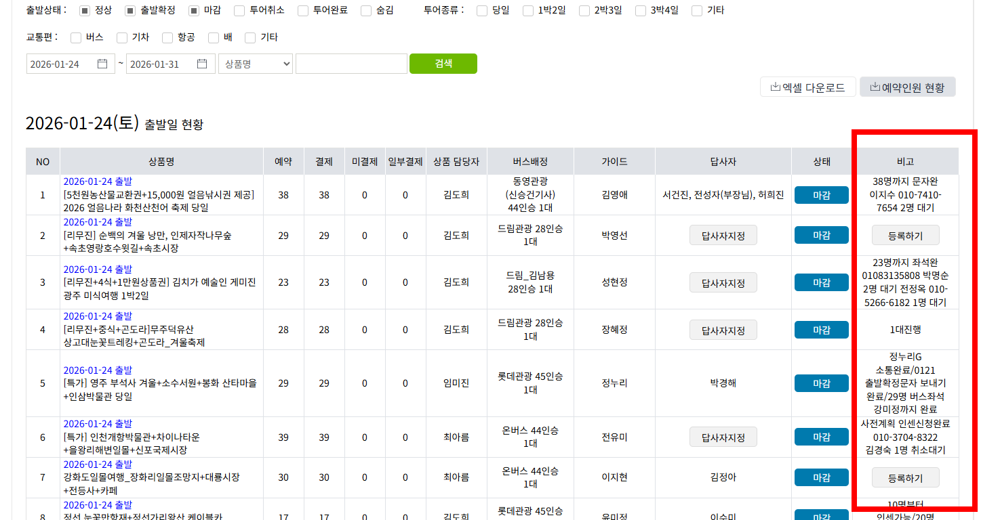 출발상태 : 정상 출발확정 마감 투어취소 투어완료 숨김 투어종류 : 당일 1박2일 2박3일 3박4일 기타
교통편 : 버스 기차 항공 배 기타
2026-01-24 ~ 2026-01-31 상품명 검색
엑셀 다운로드 예약인원 현황
2026-01-24(토) 출발일 현황
NO 상품명 예약 결제 미결제 일부결제 상품 담당자 버스배정 가이드 답사자 상태 비고
1
2026-01-24 출발
[5천원농산물교환권+15,000원 얼음낚시권 제공]
2026 얼음나라 화천산천어 축제 당일
38 38 0 0 김도희
동영관광
(신승건기사)
44인승 1대
김영애 서건진, 전성자(부장님), 허희진 마감
38명까지 문자완
이지수 010-7410-
7654 2명 대기
2
2026-01-24 출발
[리무진] 순백의 겨울 낭만, 인제자작나무숲
+속초영랑호수윗길+속초시장
29 29 0 0 김도희
드림관광 28인승
1대
박영선 답사자지정 마감 등록하기
3
2026-01-24 출발
[리무진+4식+1만원상품권] 김치가 예술인 게미진
광주 미식여행 1박2일
23 23 0 0 김도희
드림_김남용
28인승 1대
성현정 답사자지정 마감
23명까지 좌석완
01083135808 박명순
2명 대기 전정옥 010-
5266-6182 1명 대기
4
2026-01-24 출발
[리무진+중식+곤도라]무주덕유산
상고대눈꽃트레킹+곤도라_겨울축제
28 28 0 0 김도희
드림관광 28인승
1대
장혜정 답사자지정 마감 1대진행
5
2026-01-24 출발
[특가] 영주 부석사 겨울+소수서원+봉화 산타마을
+인삼박물관 당일
29 29 0 0 임미진
롯데관광 45인승
1대
정누리 박경해 마감
정누리G
소통완료/0121
출발확정문자 보내기
완료/29명 버스좌석
강미정까지 완료
6
2026-01-24 출발
[특가] 인천개항박물관+차이나타운
+을왕리해변일몰+신포국제시장
39 39 0 0 최아름
온버스 44인승
1대
전유미 답사자지정 마감
사전계획 인센신청완료
010-3704-8322
김경숙 1명 취소대기
7
2026-01-24 출발
강화도일몰여행_장화리일몰조망지+대룡시장
+전등사+카페
30 30 0 0 최아름
온버스 44인승
1대
이지현 김정아 마감 등록하기
8
2026-01-24 출발
정선 눈꽃만항재+정선가리왕산 케이블카
17 17 0 0 김도희
롯데관광 45인승
윤미정 이수미 마감
10명부터
인센가능/20명